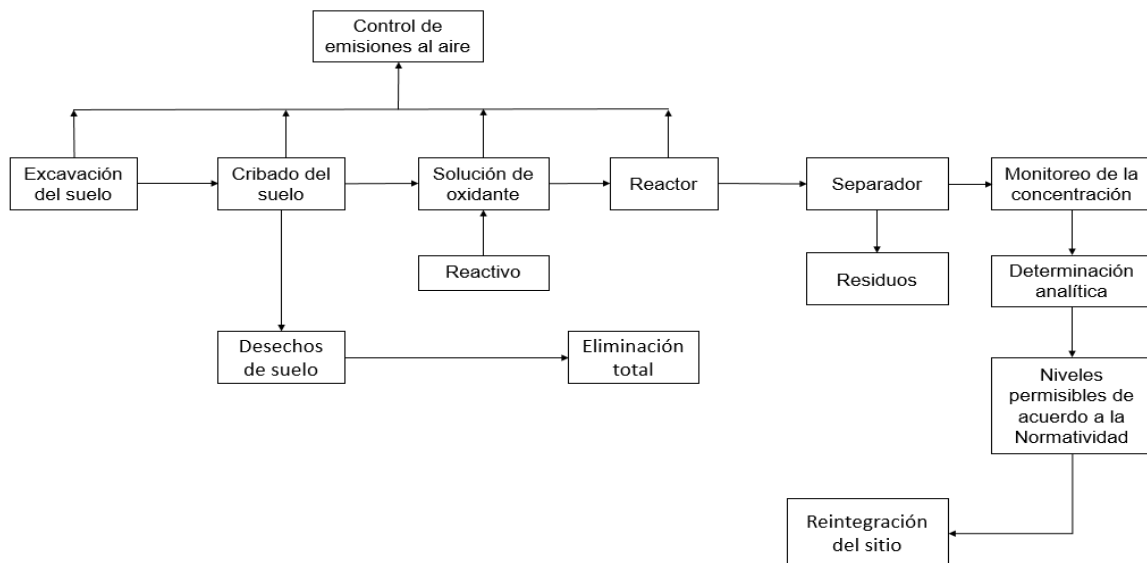 Control de
emisiones al aire
Excavación
del suelo
Cribado del
suelo
Solución de
oxidante
Reactor
Separador
Monitoreo de la
concentración
Reactivo
Residuos
Determinación
analítica
Desechos
de suelo
Eliminación
total
Niveles
permisibles de
acuerdo a la
Normatividad
Reintegración
del sitio